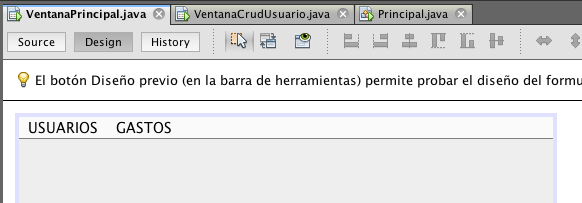 VentanaPrincipal.java VentanaCrudUsuario.java Principal.java
Source Design History
El botón Diseño previo (en la barra de herramientas) permite probar el diseño del formu
USUARIOS GASTOS